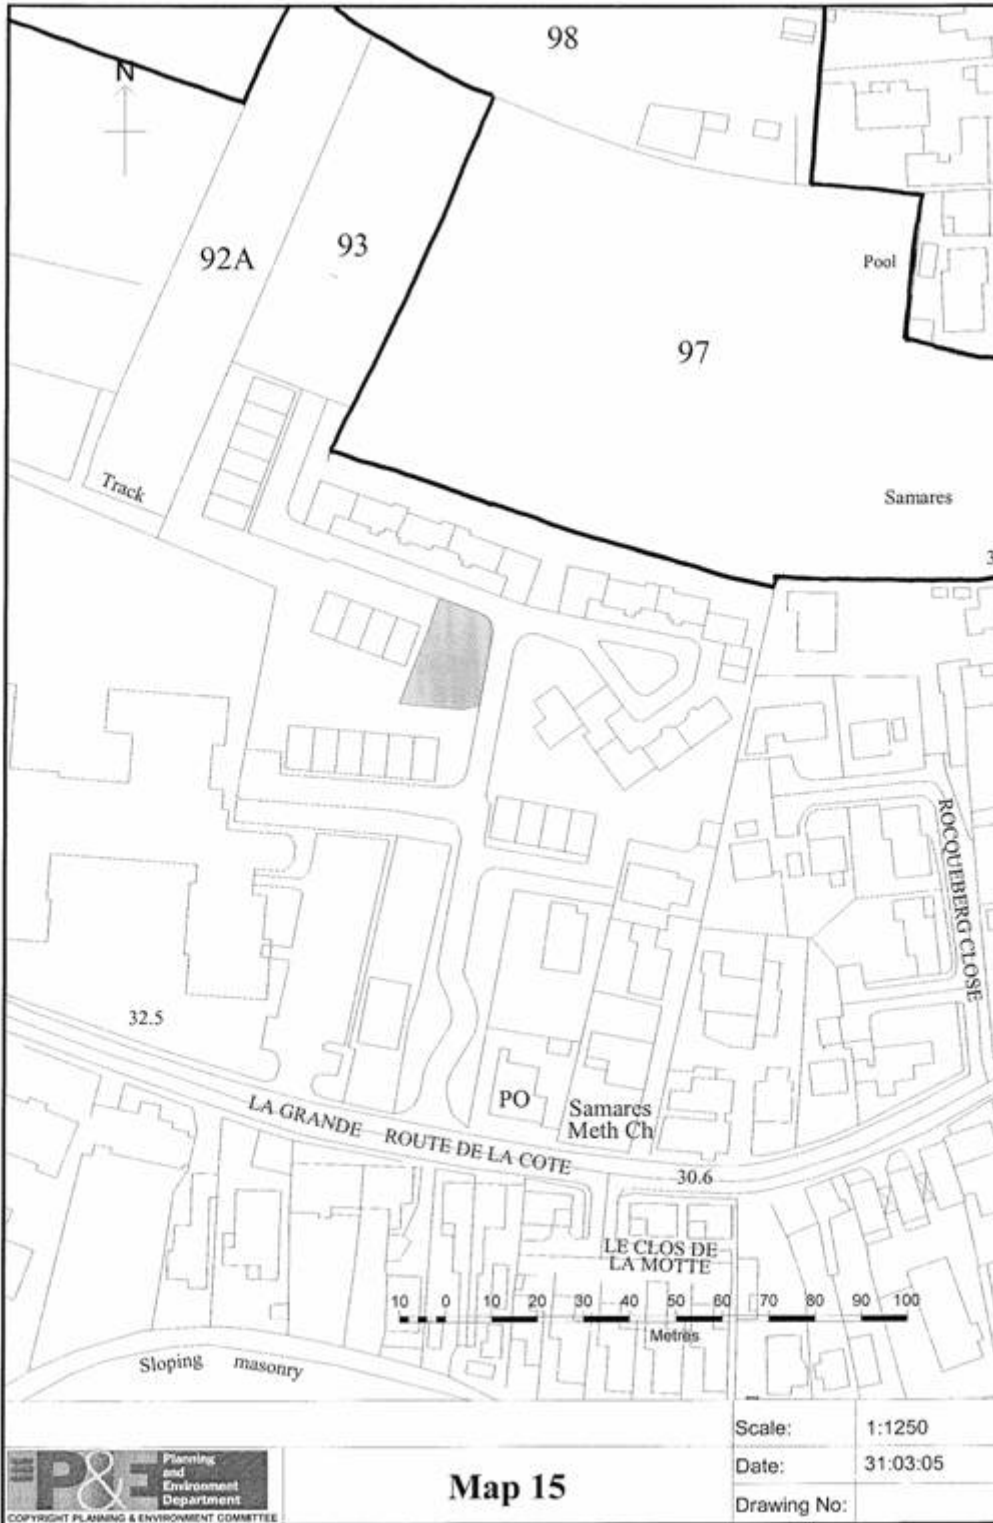 98
N
92A
93
Pool
97
Track
Samares
3
ROCQUEBERG CLOSE
32.5
LA GRANDE ROUTE DE LA COTE
PO
Samares
Meth Ch
30.6
LE CLOS DE
LA MOTTE
10 0 10 20 30 40 50 60 70 80 90 100
Metres
Sloping masonry
P&E
Planning
and
Environment
Department
COPYRIGHT PLANNING & ENVIRONMENT COMMITTEE
Map 15
Scale: 1:1250
Date: 31:03:05
Drawing No: